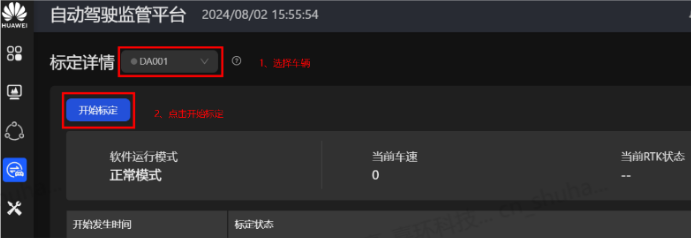 HUAWEI
自动驾驶监管平台 2024/08/02 15:55:54
标定详情 DA001 1、选择车辆
开始标定 2、点击开始标定
软件运行模式 当前车速 当前RTK状态
正常模式 0 --
开始发生时间 标定状态